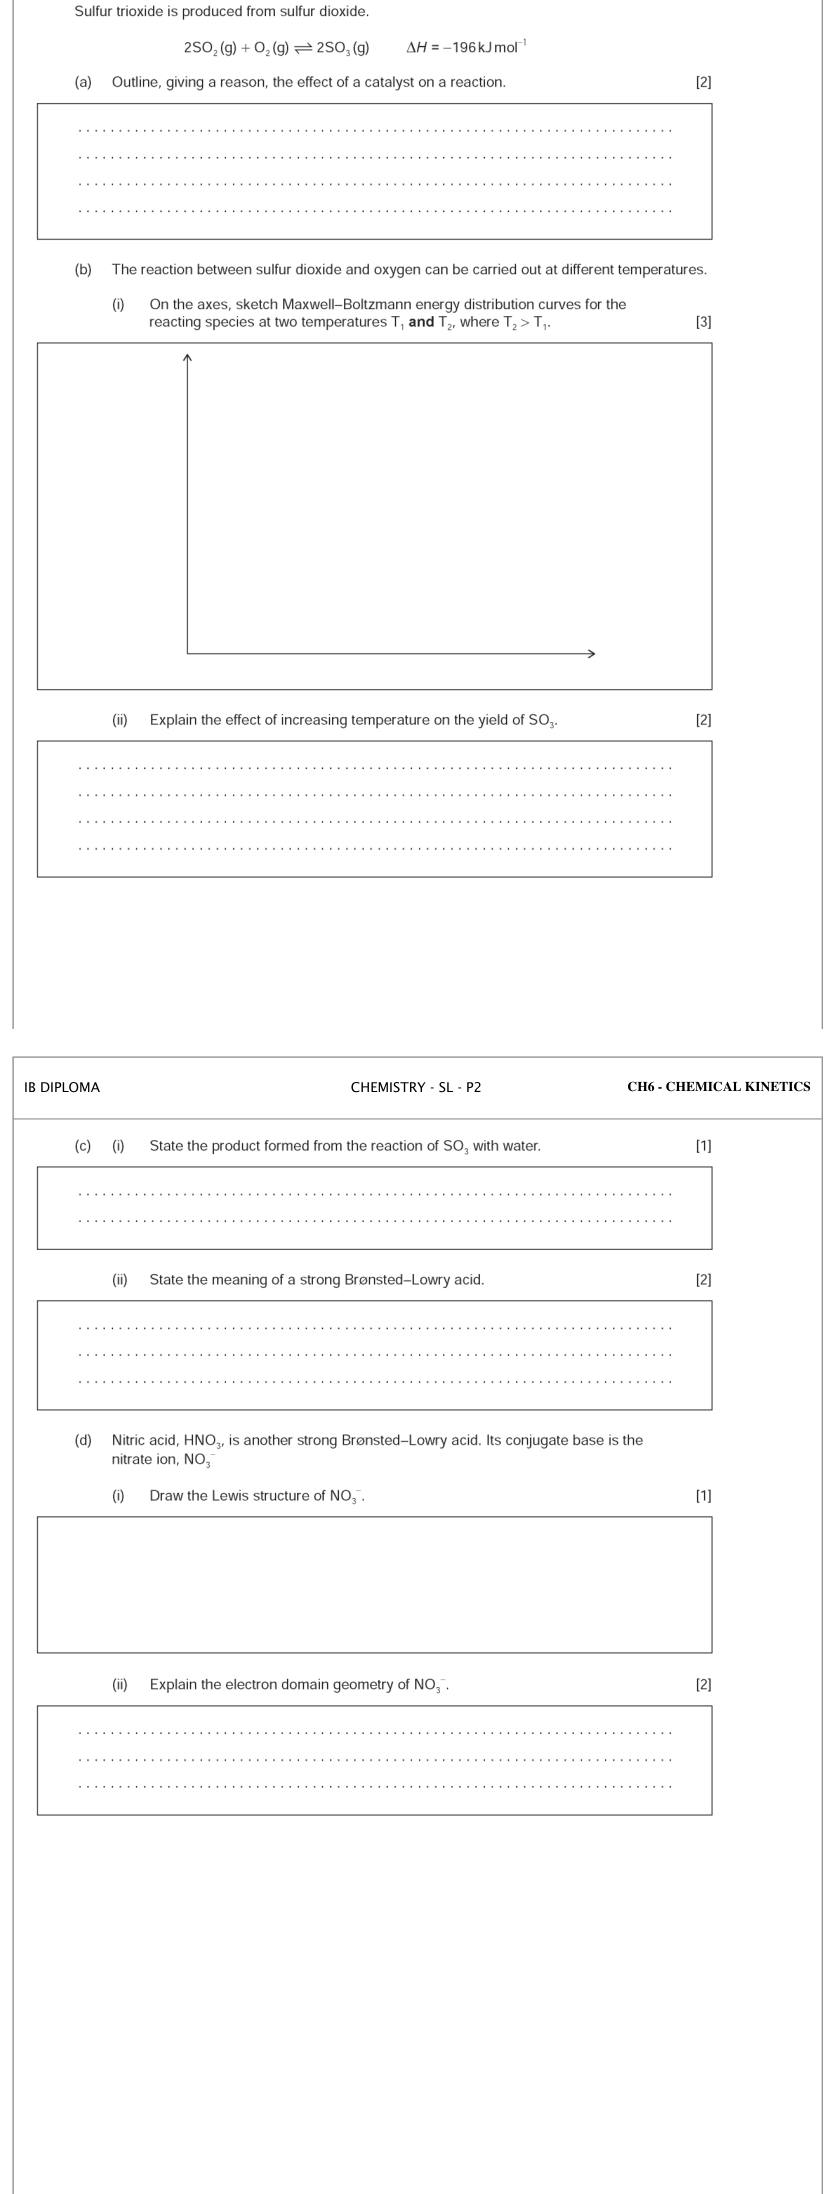 Sulfur trioxide is produced from sulfur dioxide.
2SO₂(g) + O₂(g) ⇌ 2SO₃(g) ΔH = −196 kJ mol⁻¹
(a) Outline, giving a reason, the effect of a catalyst on a reaction. [2]
(b) The reaction between sulfur dioxide and oxygen can be carried out at different temperatures.
(i) On the axes, sketch Maxwell–Boltzmann energy distribution curves for the
reacting species at two temperatures T₁ and T₂, where T₂ > T₁. [3]
(ii) Explain the effect of increasing temperature on the yield of SO₃. [2]
IB DIPLOMA CHEMISTRY - SL - P2 CH6 - CHEMICAL KINETICS
(c) (i) State the product formed from the reaction of SO₃ with water. [1]
(ii) State the meaning of a strong Brønsted–Lowry acid. [2]
(d) Nitric acid, HNO₃, is another strong Brønsted–Lowry acid. Its conjugate base is the
nitrate ion, NO₃⁻
(i) Draw the Lewis structure of NO₃⁻. [1]
(ii) Explain the electron domain geometry of NO₃⁻. [2]